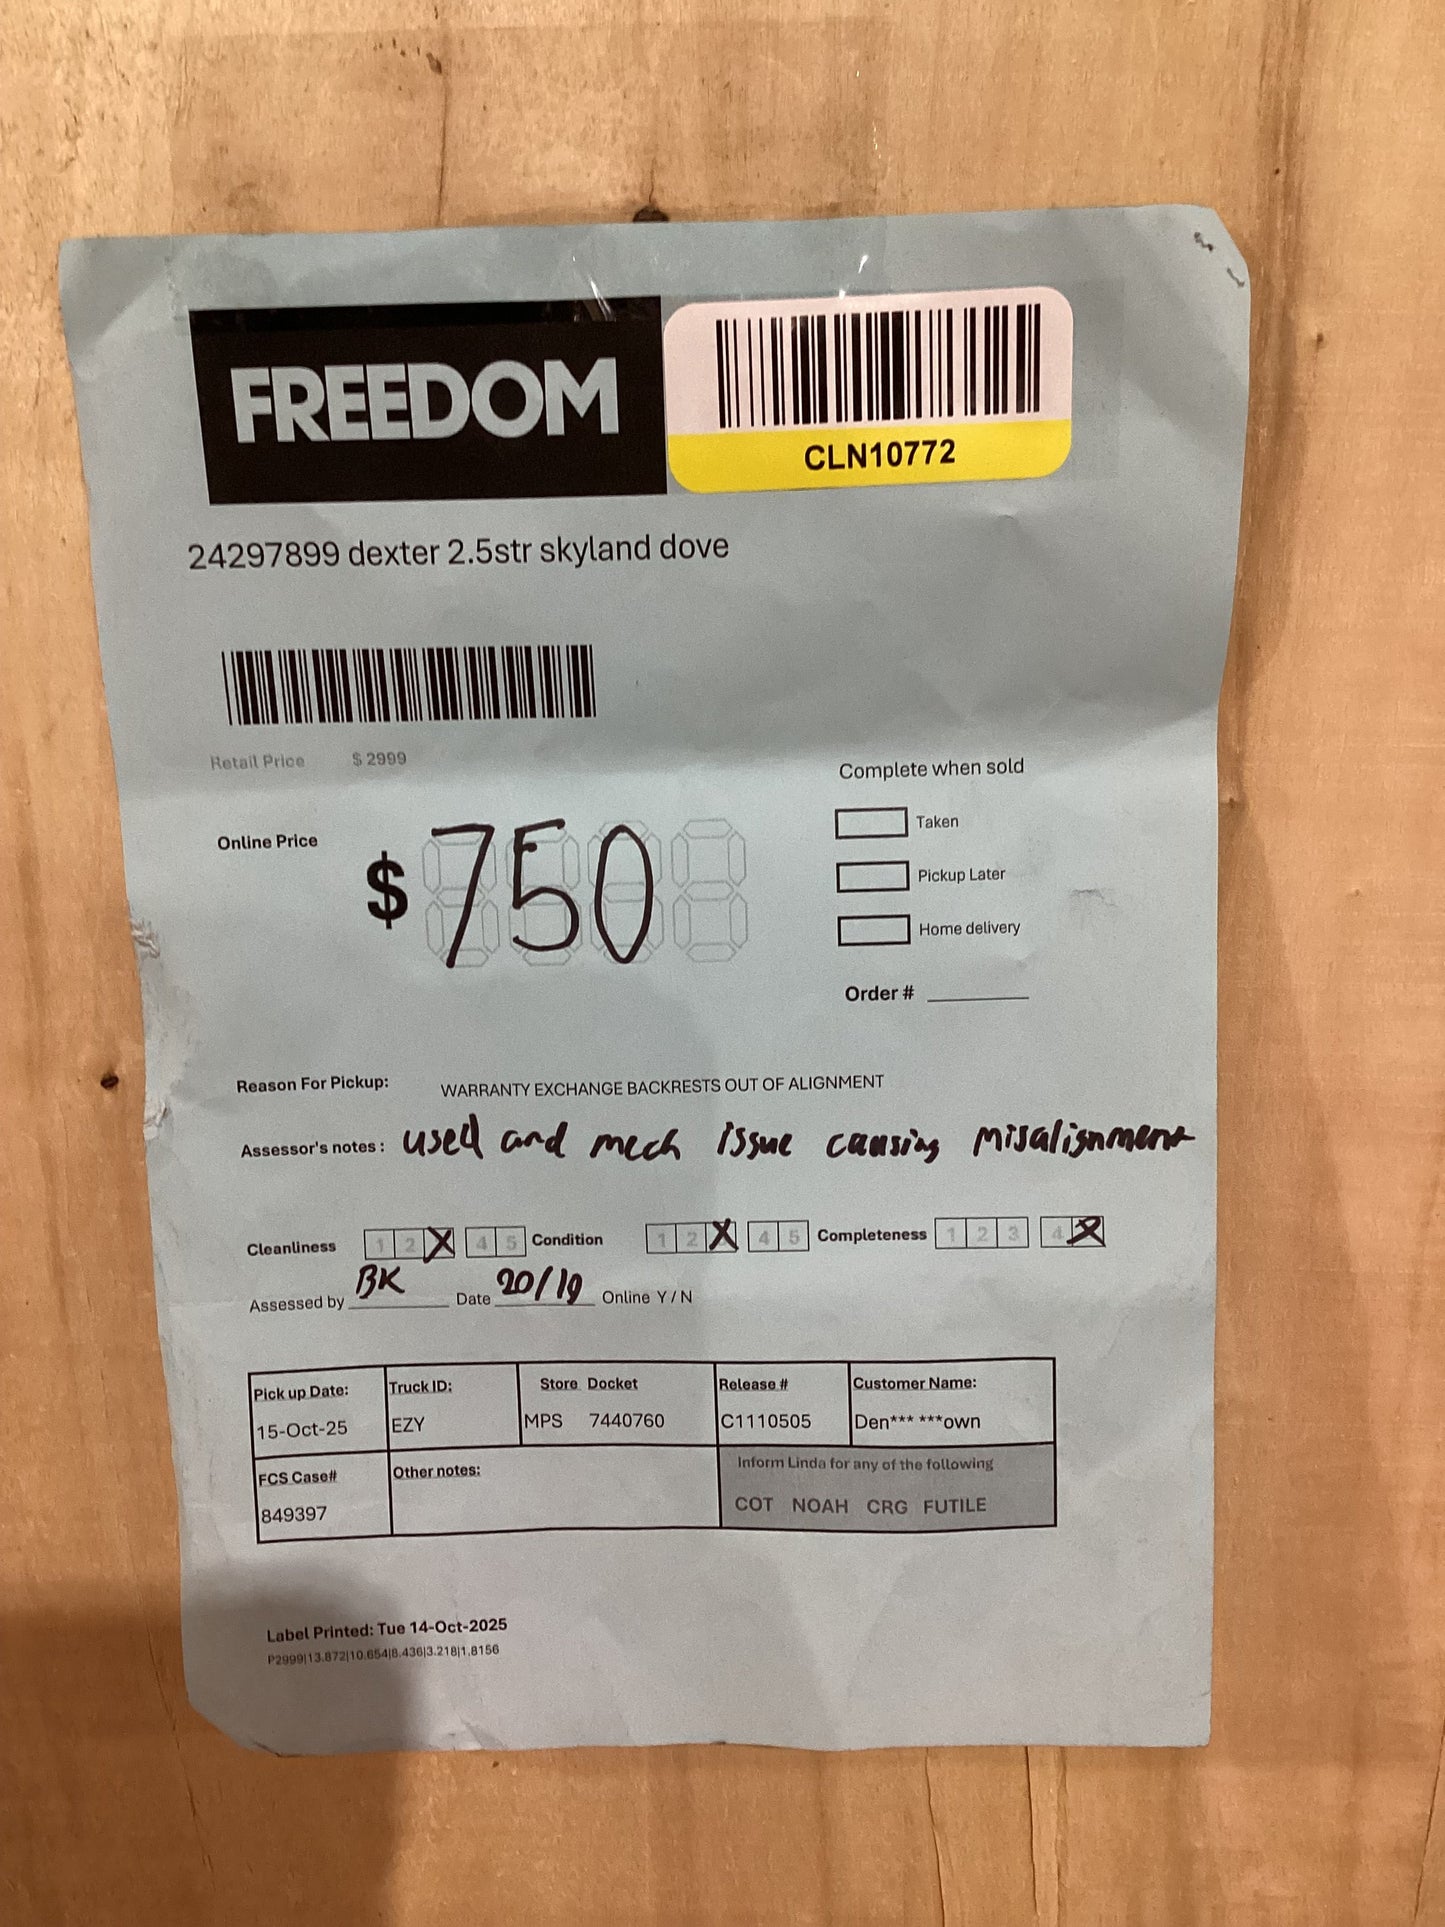 FREEDOM
CLN10772
24297899 dexter 2.5str skyland dove
Retail Price $ 2999
Online Price $ 750
Complete when sold
Taken
Pickup Later
Home delivery
Order #
Reason For Pickup: WARRANTY EXCHANGE BACKRESTS OUT OF ALIGNMENT
Assessor's notes: used and mech issue causing misalignment
Cleanliness 1 2 X 4 5 Condition 1 2 X 4 5 Completeness 1 2 3 4 X
Assessed by BK Date 20/10 Online Y / N
Pick up Date: Truck ID: Store Docket Release # Customer Name:
15-Oct-25 EZY MPS 7440760 C1110505 Den*** ***own
FCS Case# Other notes: Inform Linda for any of the following
849397 COT NOAH CRG FUTILE
Label Printed: Tue 14-Oct-2025
P2999|13.872|10.654|8.436|3.218|1.8156